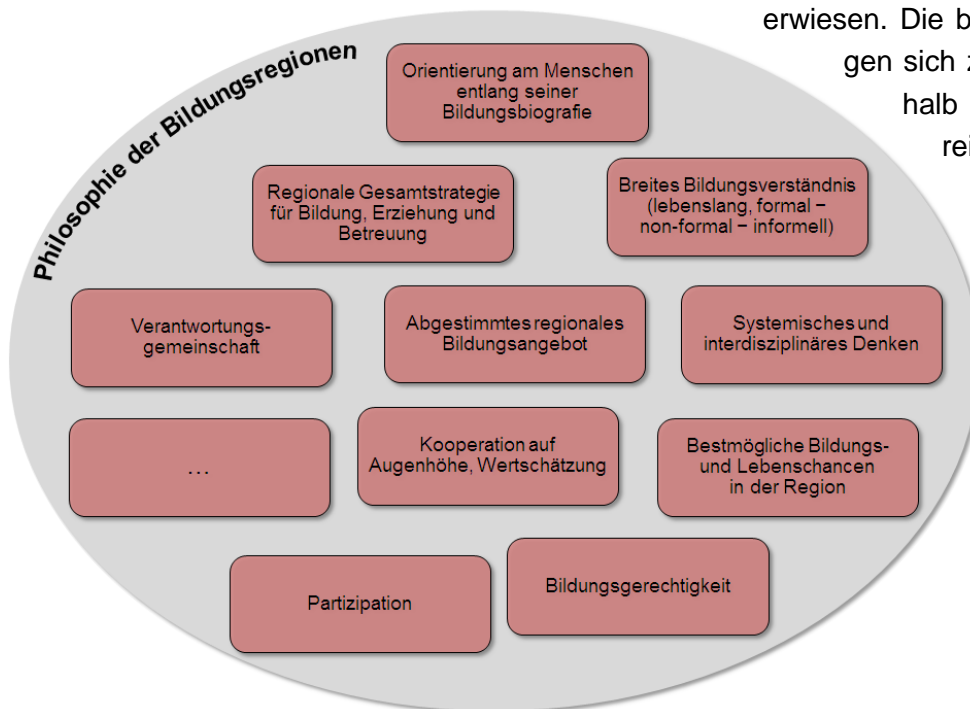 erwiesen. Die b
gen sich z
halb
rei
Philosophie der Bildungsregionen
Orientierung am Menschen
entlang seiner
Bildungsbiografie
Regionale Gesamtstrategie
für Bildung, Erziehung und
Betreuung
Breites Bildungsverständnis
(lebenslang, formal –
non-formal – informell)
Verantwortungs-
gemeinschaft
Abgestimmtes regionales
Bildungsangebot
Systemisches und
interdisziplinäres Denken
…
Kooperation auf
Augenhöhe, Wertschätzung
Bestmögliche Bildungs-
und Lebenschancen
in der Region
Partizipation
Bildungsgerechtigkeit